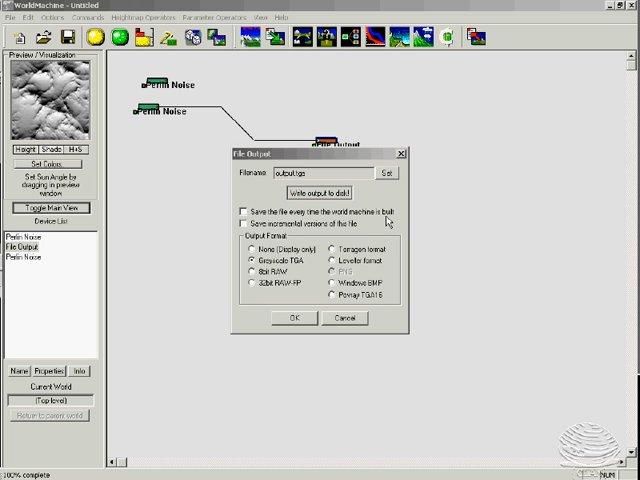 WorldMachine - Untitled
File Edit Options Commands Heightmap Operators Parameter Operators View Help
Preview / Visualization
Height Shade H+S
Set Colors..
Set Sun Angle by
dragging in preview
window
Toggle Main View
Device List
Perlin Noise
File Output
Perlin Noise
Name Properties Info
Current World
(Top level)
Return to parent world
100% complete
Perlin Noise
Perlin Noise
File Output
File Output
Filename: output.tga Set
Write output to disk!
Save the file every time the world machine is built
Save incremental versions of this file
Output Format
None (Display only) Terragen format
Greyscale TGA Leveller format
8bit RAW PNG
32bit RAW-FP Windows BMP
Povray TGA16
OK Cancel
NUM